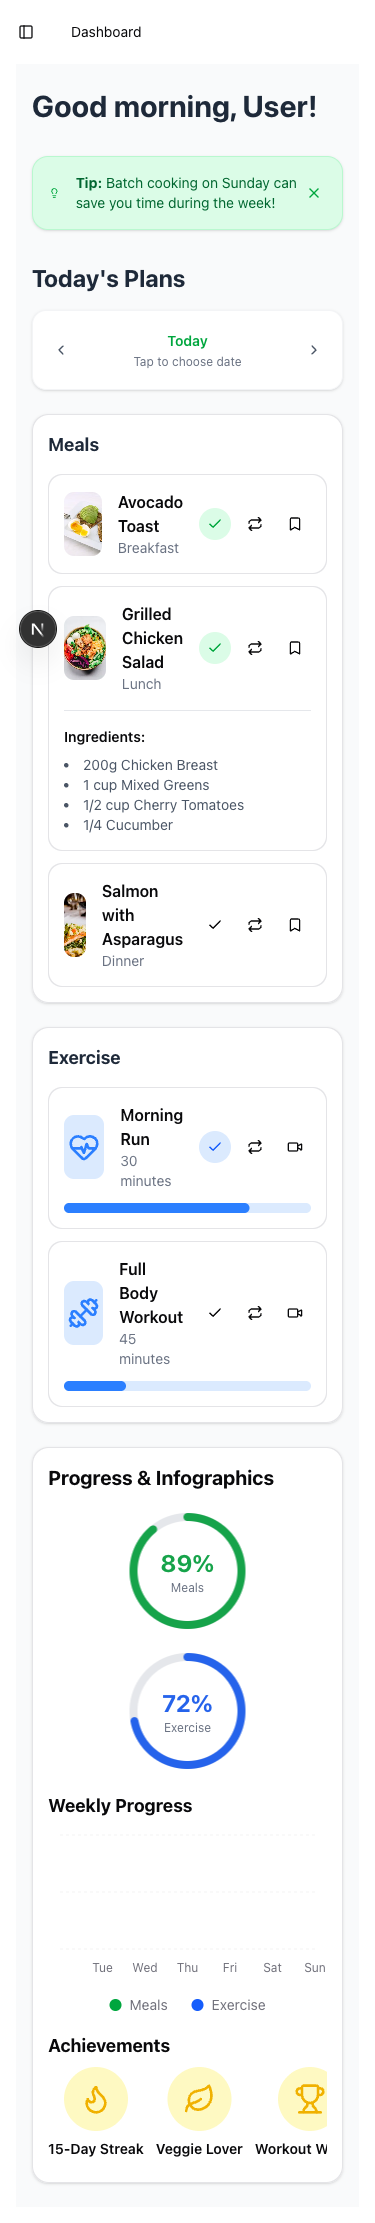 Dashboard
Good morning, User!
Tip: Batch cooking on Sunday can
save you time during the week!
Today's Plans
Today
Tap to choose date
Meals
Avocado
Toast
Breakfast
Grilled
Chicken
Salad
Lunch
N
Ingredients:
• 200g Chicken Breast
• 1 cup Mixed Greens
• 1/2 cup Cherry Tomatoes
• 1/4 Cucumber
Salmon
with
Asparagus
Dinner
Exercise
Morning
Run
30
minutes
Full
Body
Workout
45
minutes
Progress & Infographics
89%
Meals
72%
Exercise
Weekly Progress
Tue Wed Thu Fri Sat Sun
Meals Exercise
Achievements
15-Day Streak Veggie Lover Workout W